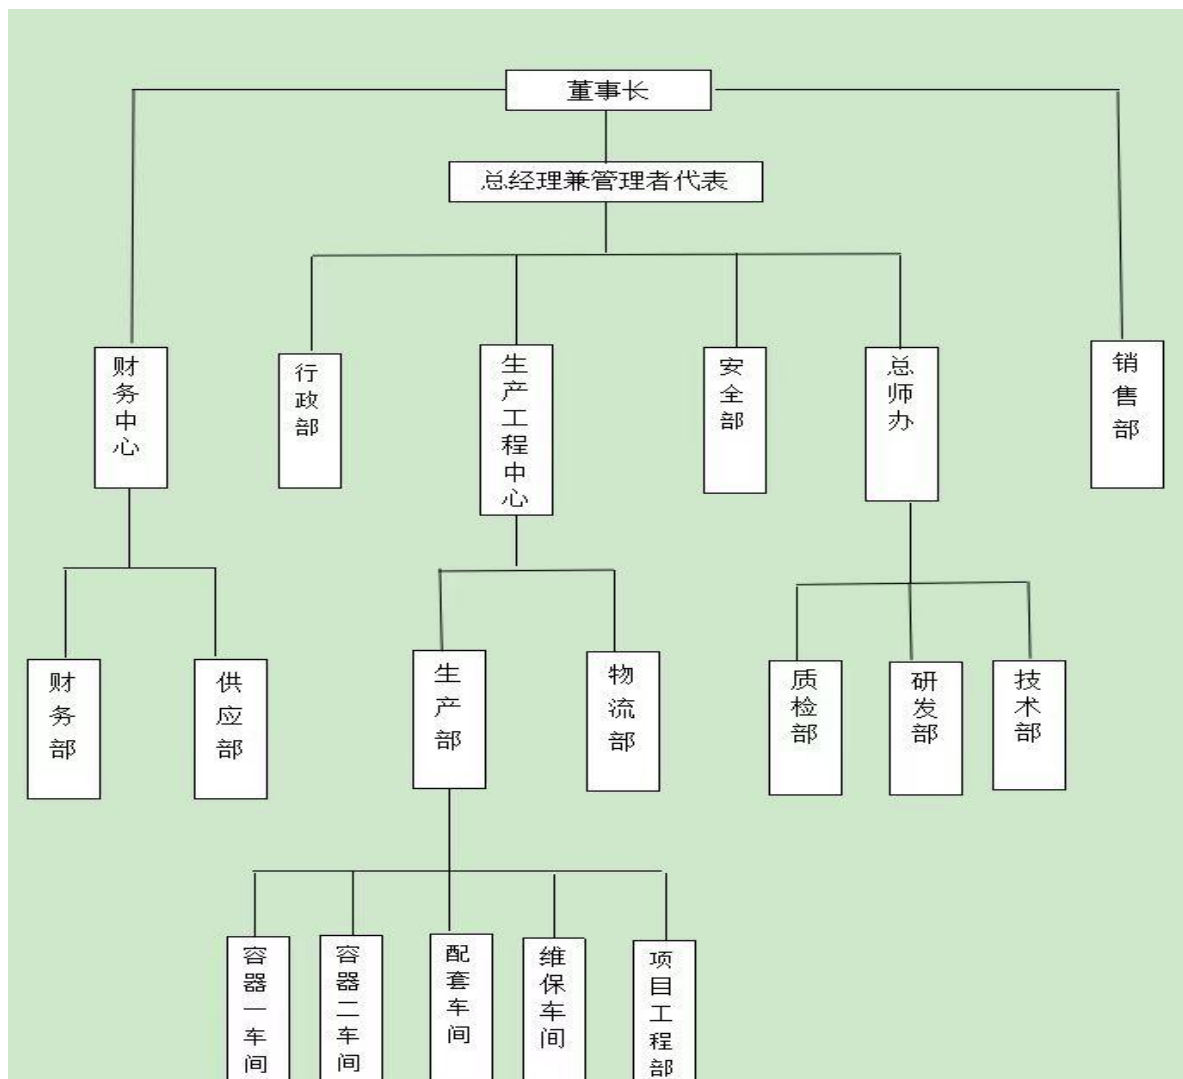 董事长
总经理兼管理者代表
财务中心
行政部
生产工程中心
安全部
总师办
销售部
财务部
供应部
生产部
物流部
质检部
研发部
技术部
容器一车间
容器二车间
配套车间
维保车间
项目工程部